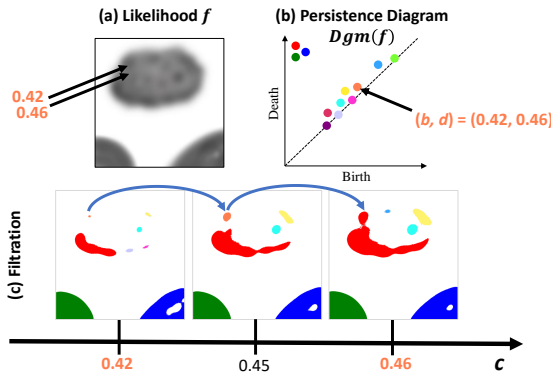 (a) Likelihood f
(b) Persistence Diagram
Dgm(f)
0.42
0.46
Death
(b, d) = (0.42, 0.46)
Birth
(c) Filtration
0.42
0.45
0.46
c